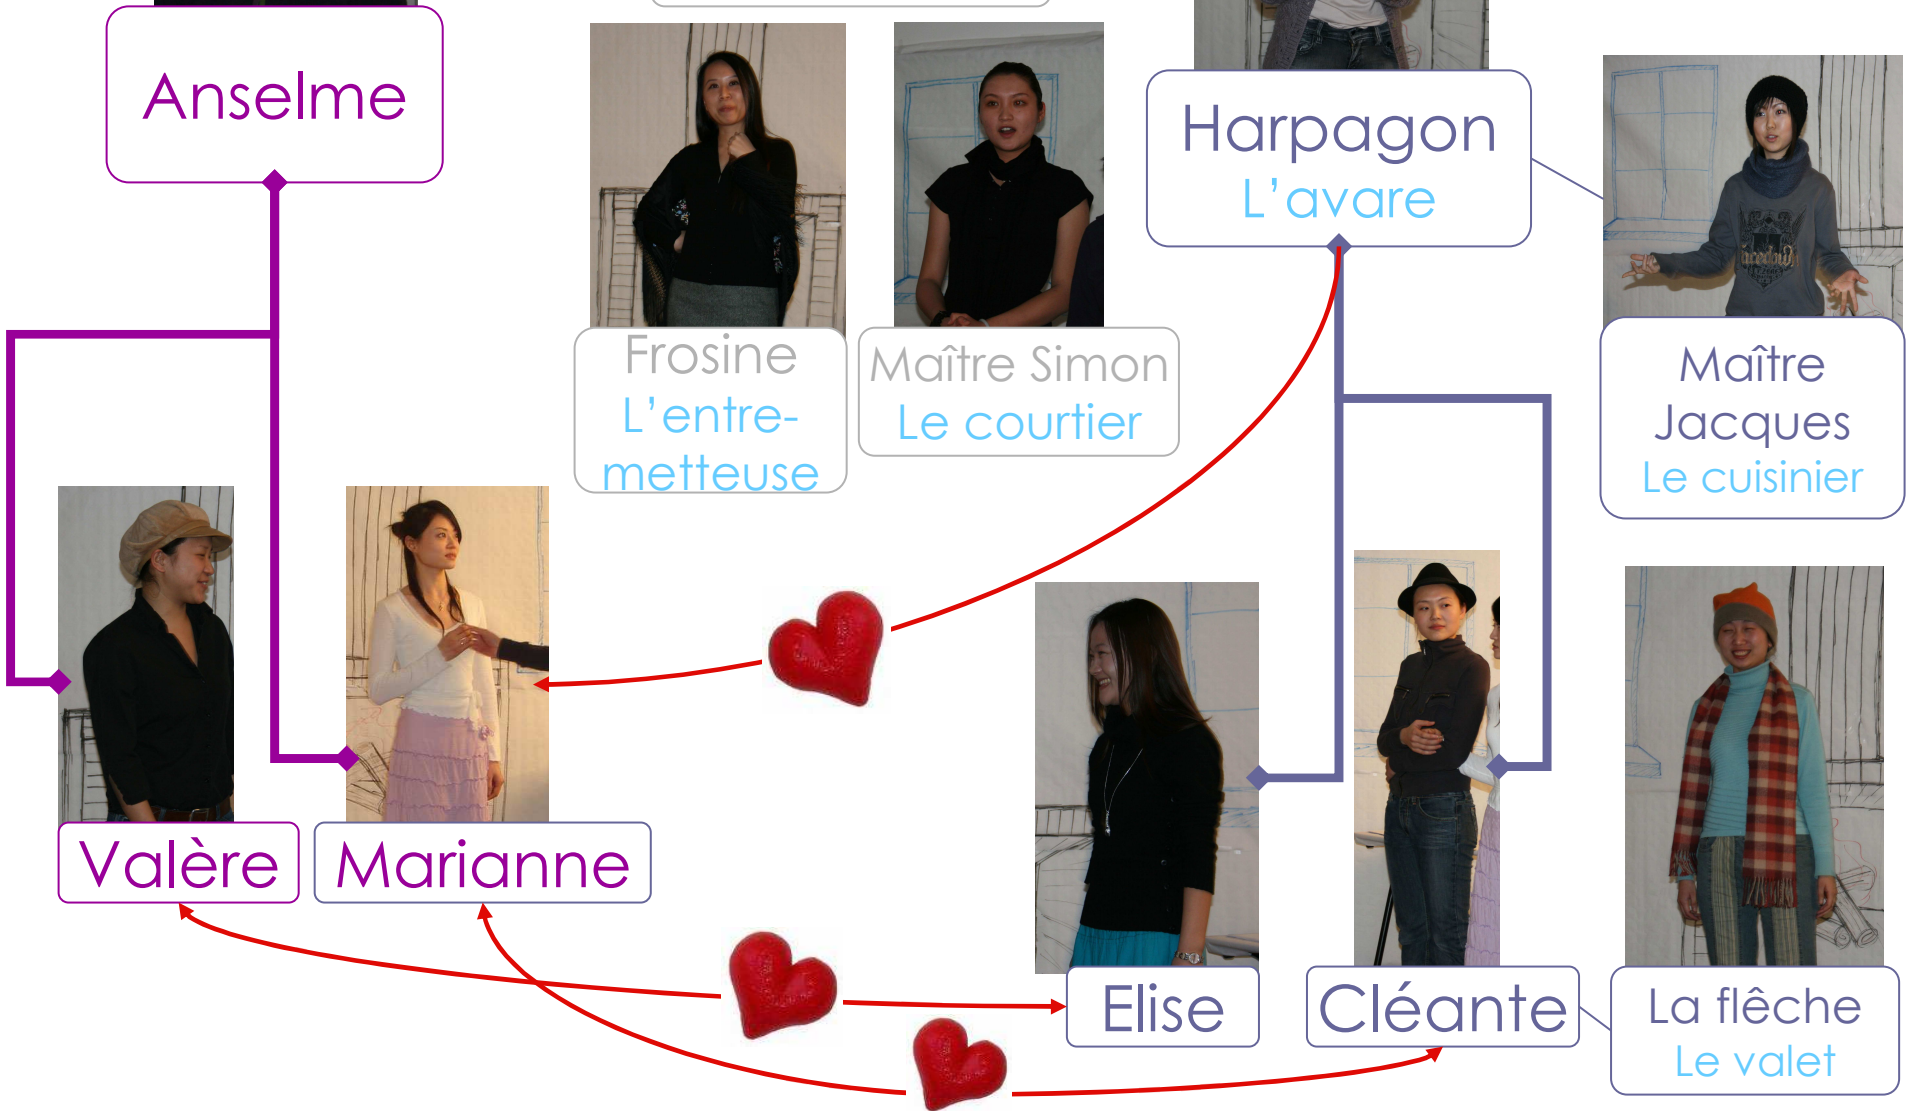 Anselme
Harpagon
L'avare
Frosine
L'entre-
metteuse
Maître Simon
Le courtier
Maître
Jacques
Le cuisinier
Valère
Marianne
Elise
Cléante
La flêche
Le valet